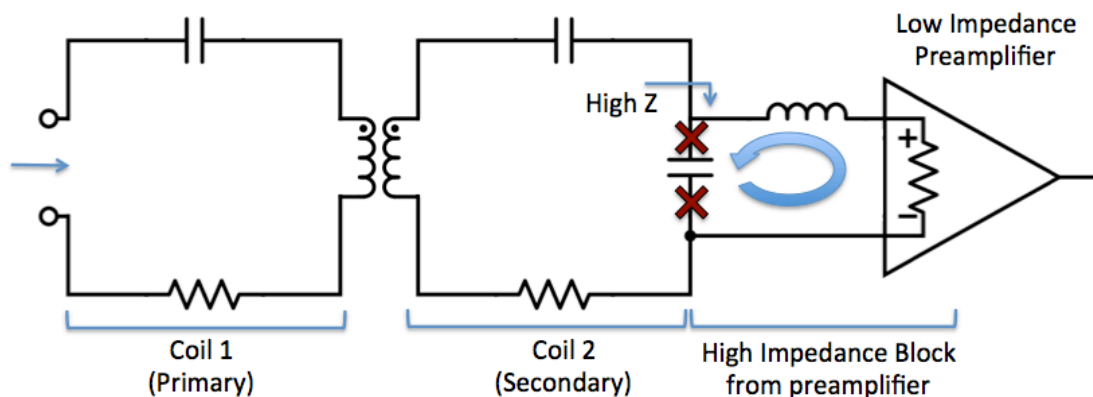 Low Impedance
Preamplifier
High Z
+
−
Coil 1
(Primary)
Coil 2
(Secondary)
High Impedance Block
from preamplifier